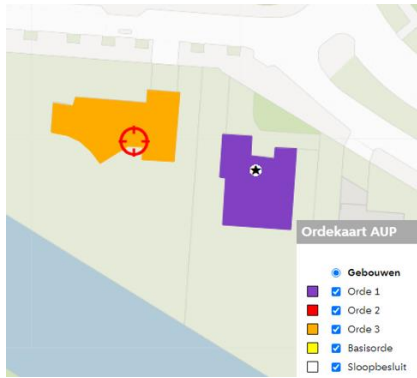 Ordekaart AUP
Gebouwen
Orde 1
Orde 2
Orde 3
Basisorde
Sloopbesluit